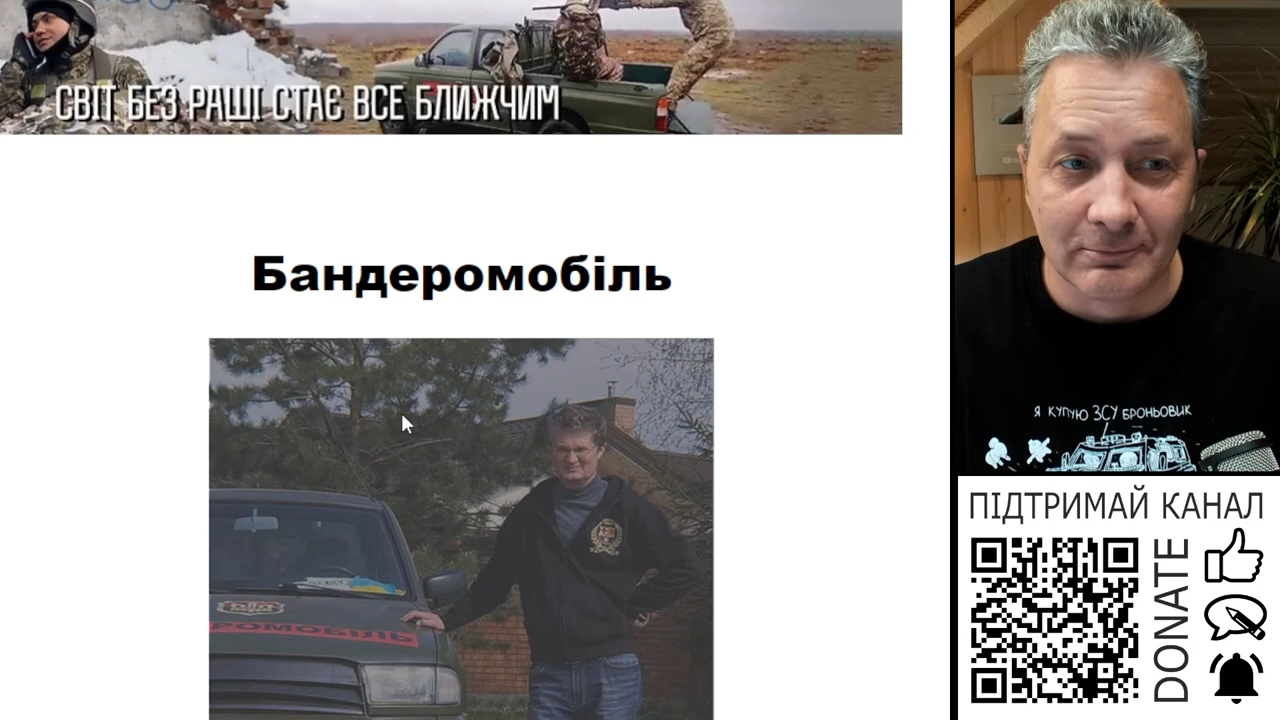 СВІТ БЕЗ РАШІ СТАЄ ВСЕ БЛИЖЧИМ
Бандеромобіль
РОМОБІЛЬ
Я КУПУЮ ЗСУ БРОНЬОВИК
ПІДТРИМАЙ КАНАЛ
DONATE